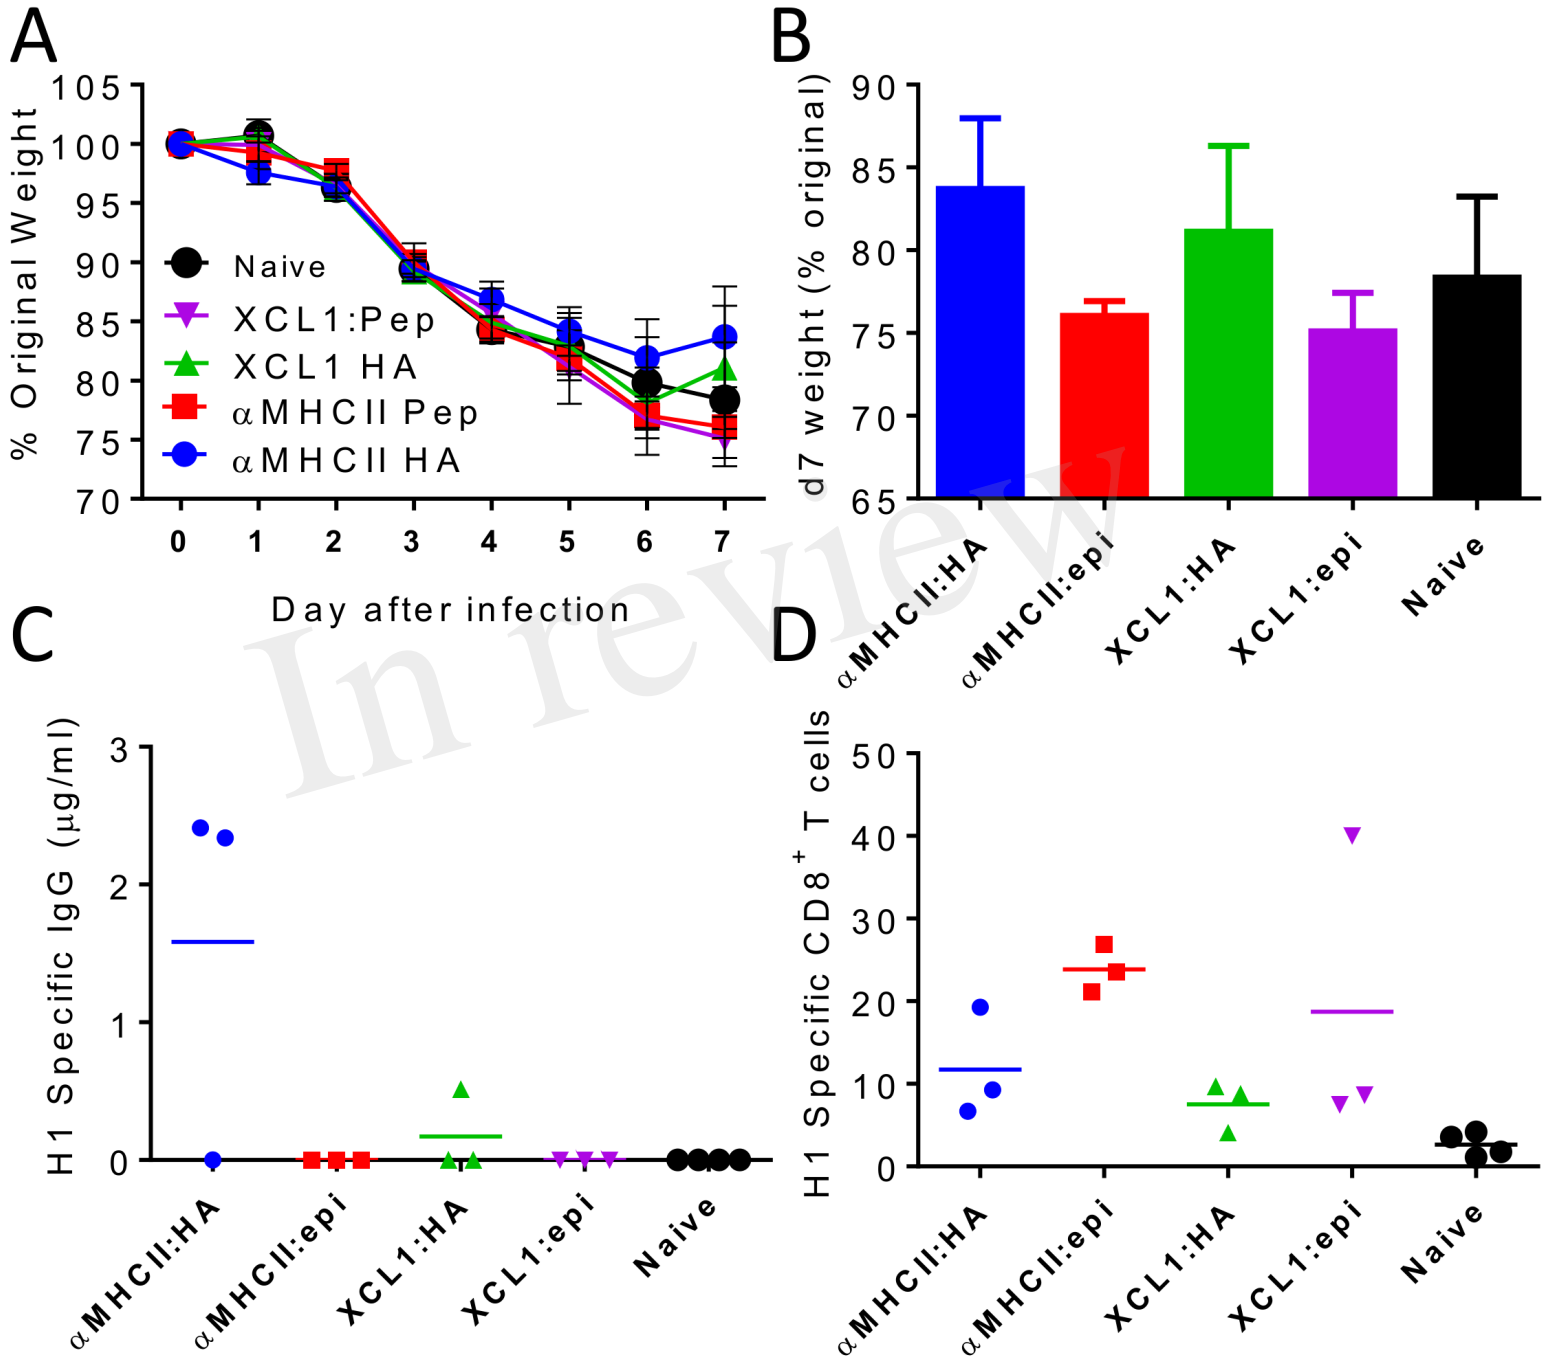 A
% Original Weight
105
100
95
90
85
80
75
70
Naive
XCL1:Pep
XCL1 HA
αMHCII Pep
αMHCII HA
0 1 2 3 4 5 6 7
Day after infection
B
d7 weight (% original)
90
85
80
75
70
65
αMHCII:HA
αMHCII:epi
XCL1:HA
XCL1:epi
Naive
In review
C
H1 Specific IgG (μg/ml)
3
2
1
0
αMHCII:HA
αMHCII:epi
XCL1:HA
XCL1:epi
Naive
D
H1 Specific CD8⁺ T cells
50
40
30
20
10
0
αMHCII:HA
αMHCII:epi
XCL1:HA
XCL1:epi
Naive